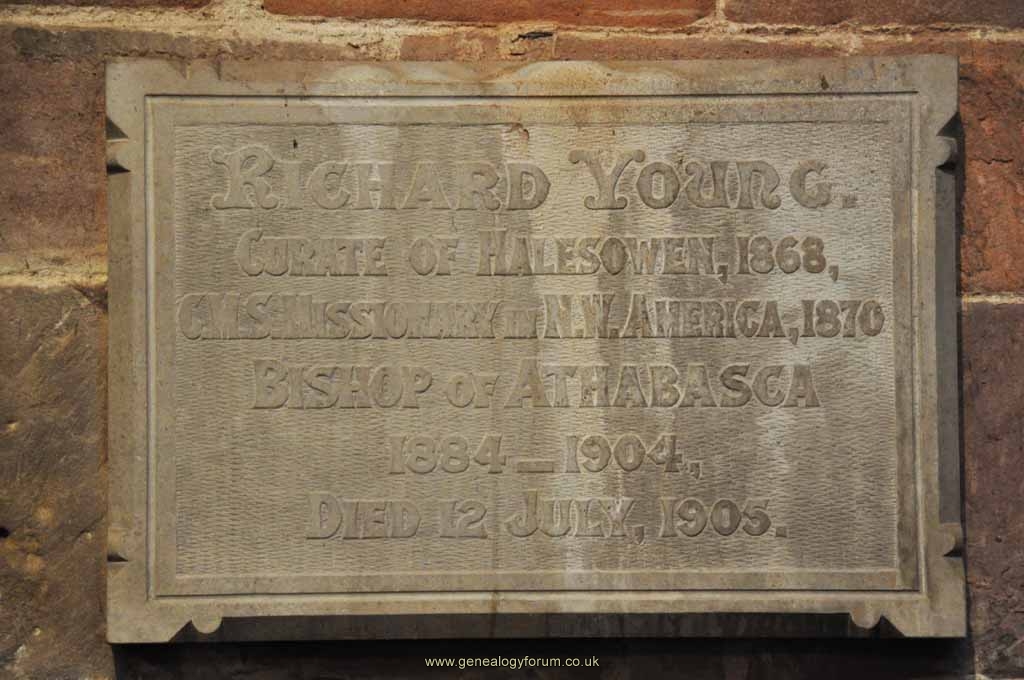 RICHARD YOUNG.
CURATE OF HALESOWEN, 1868,
C.M.S. MISSIONARY IN N.W. AMERICA, 1870
BISHOP OF ATHABASCA
1884 — 1904,
DIED 12 JULY, 1905.
www.genealogyforum.co.uk